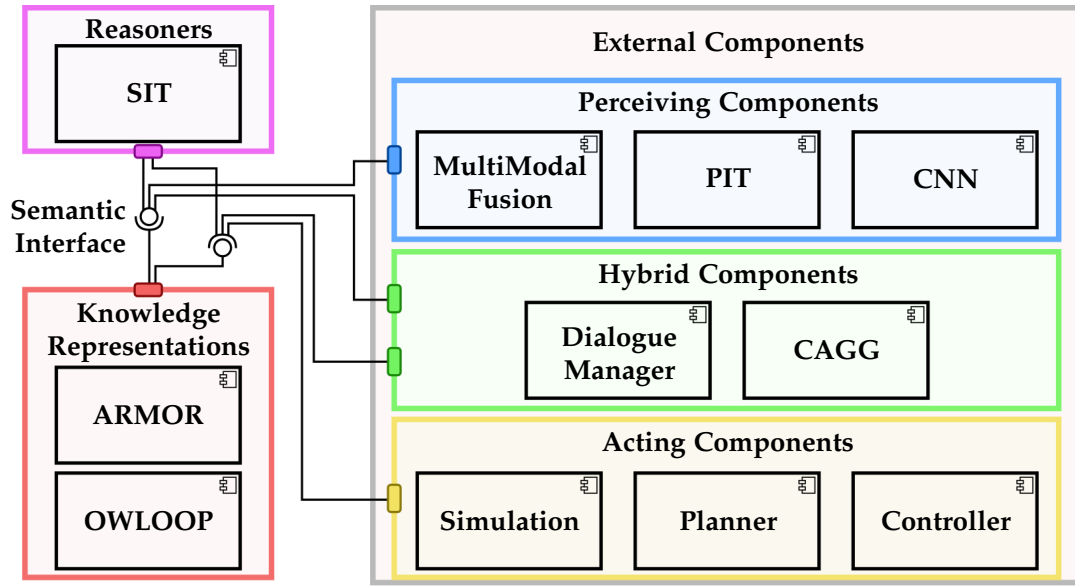 Reasoners
SIT
Semantic
Interface
Knowledge
Representations
ARMOR
OWLOOP
External Components
Perceiving Components
MultiModal
Fusion
PIT
CNN
Hybrid Components
Dialogue
Manager
CAGG
Acting Components
Simulation
Planner
Controller